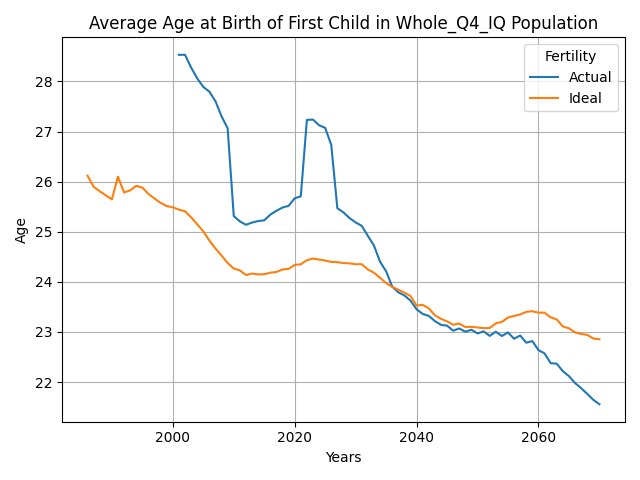 Average Age at Birth of First Child in Whole_Q4_IQ Population
Fertility
Actual
Ideal
28
27
26
25
24
23
22
Age
2000
2020
2040
2060
Years